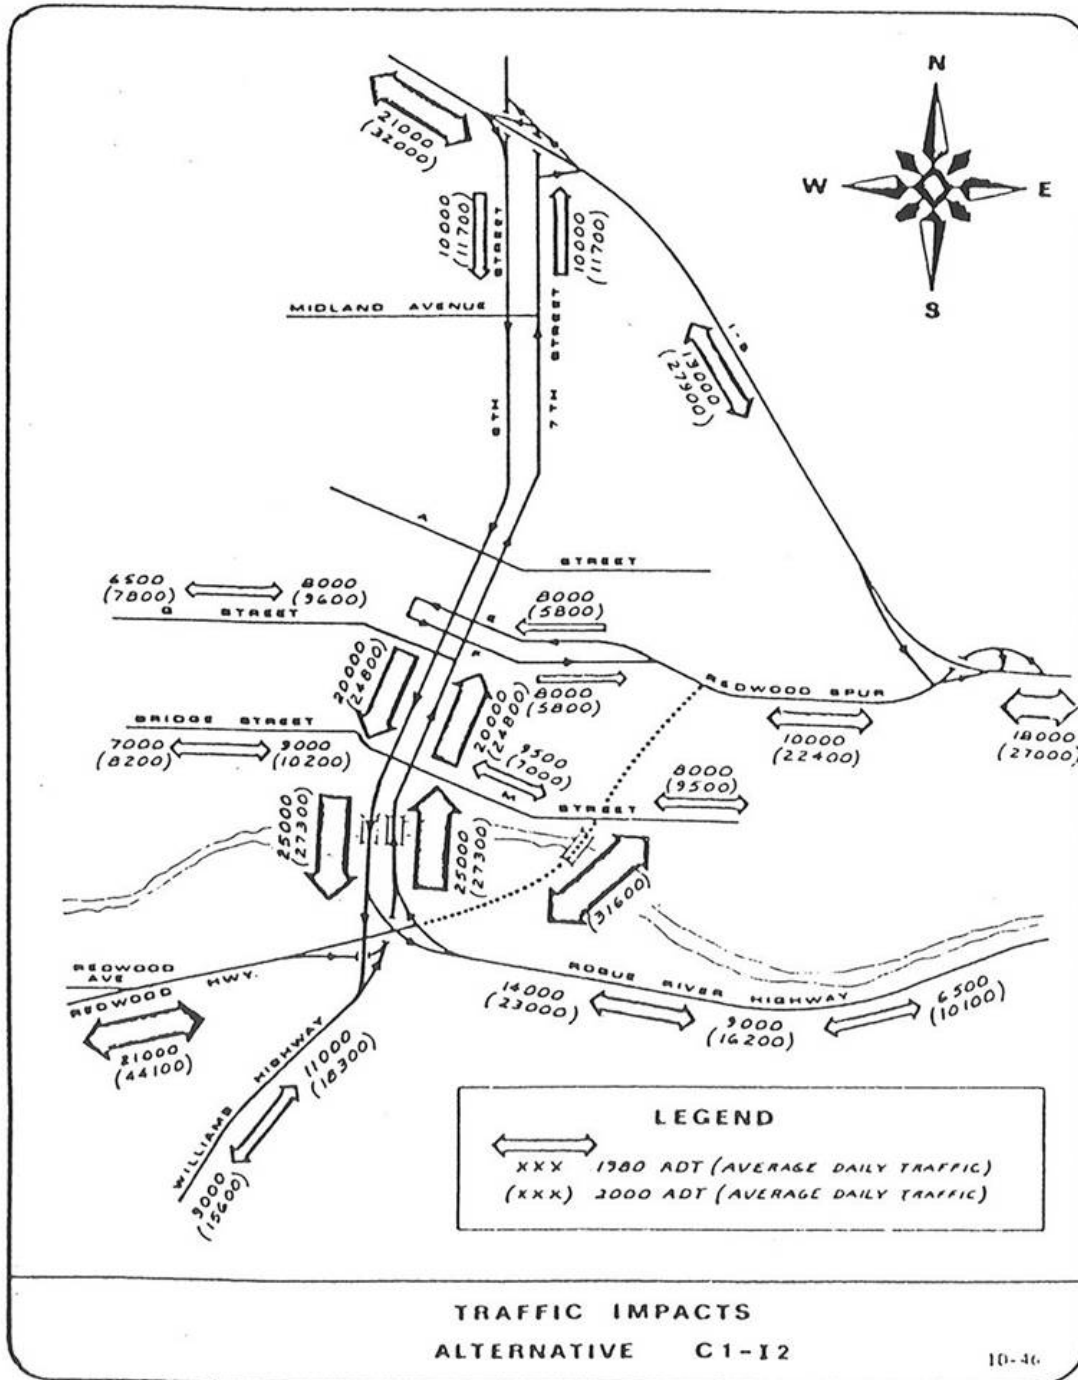 N
W E
S
21000
(32000)
10000
(11700)
STREET
10000
(11700)
MIDLAND AVENUE
6TH
7TH STREET
I-5
13000
(27900)
A STREET
6500
(7800)
8000
(9600)
G STREET
8000
(5800)
E
F
8000
(5800)
REDWOOD SPUR
10000
(22400)
18000
(27000)
20000
(24800)
20000
(24800)
BRIDGE STREET
7000
(8200)
9000
(10200)
9500
(7000)
M STREET
8000
(9500)
25000
(27300)
25000
(27300)
(31600)
REDWOOD
AVE
REDWOOD HWY.
21000
(44100)
ROGUE RIVER HIGHWAY
14000
(23000)
9000
(16200)
6500
(10100)
WILLIAMS HIGHWAY
11000
(18300)
9000
(15600)
LEGEND
XXX 1980 ADT (AVERAGE DAILY TRAFFIC)
(XXX) 2000 ADT (AVERAGE DAILY TRAFFIC)
TRAFFIC IMPACTS
ALTERNATIVE C1-I2
10-46